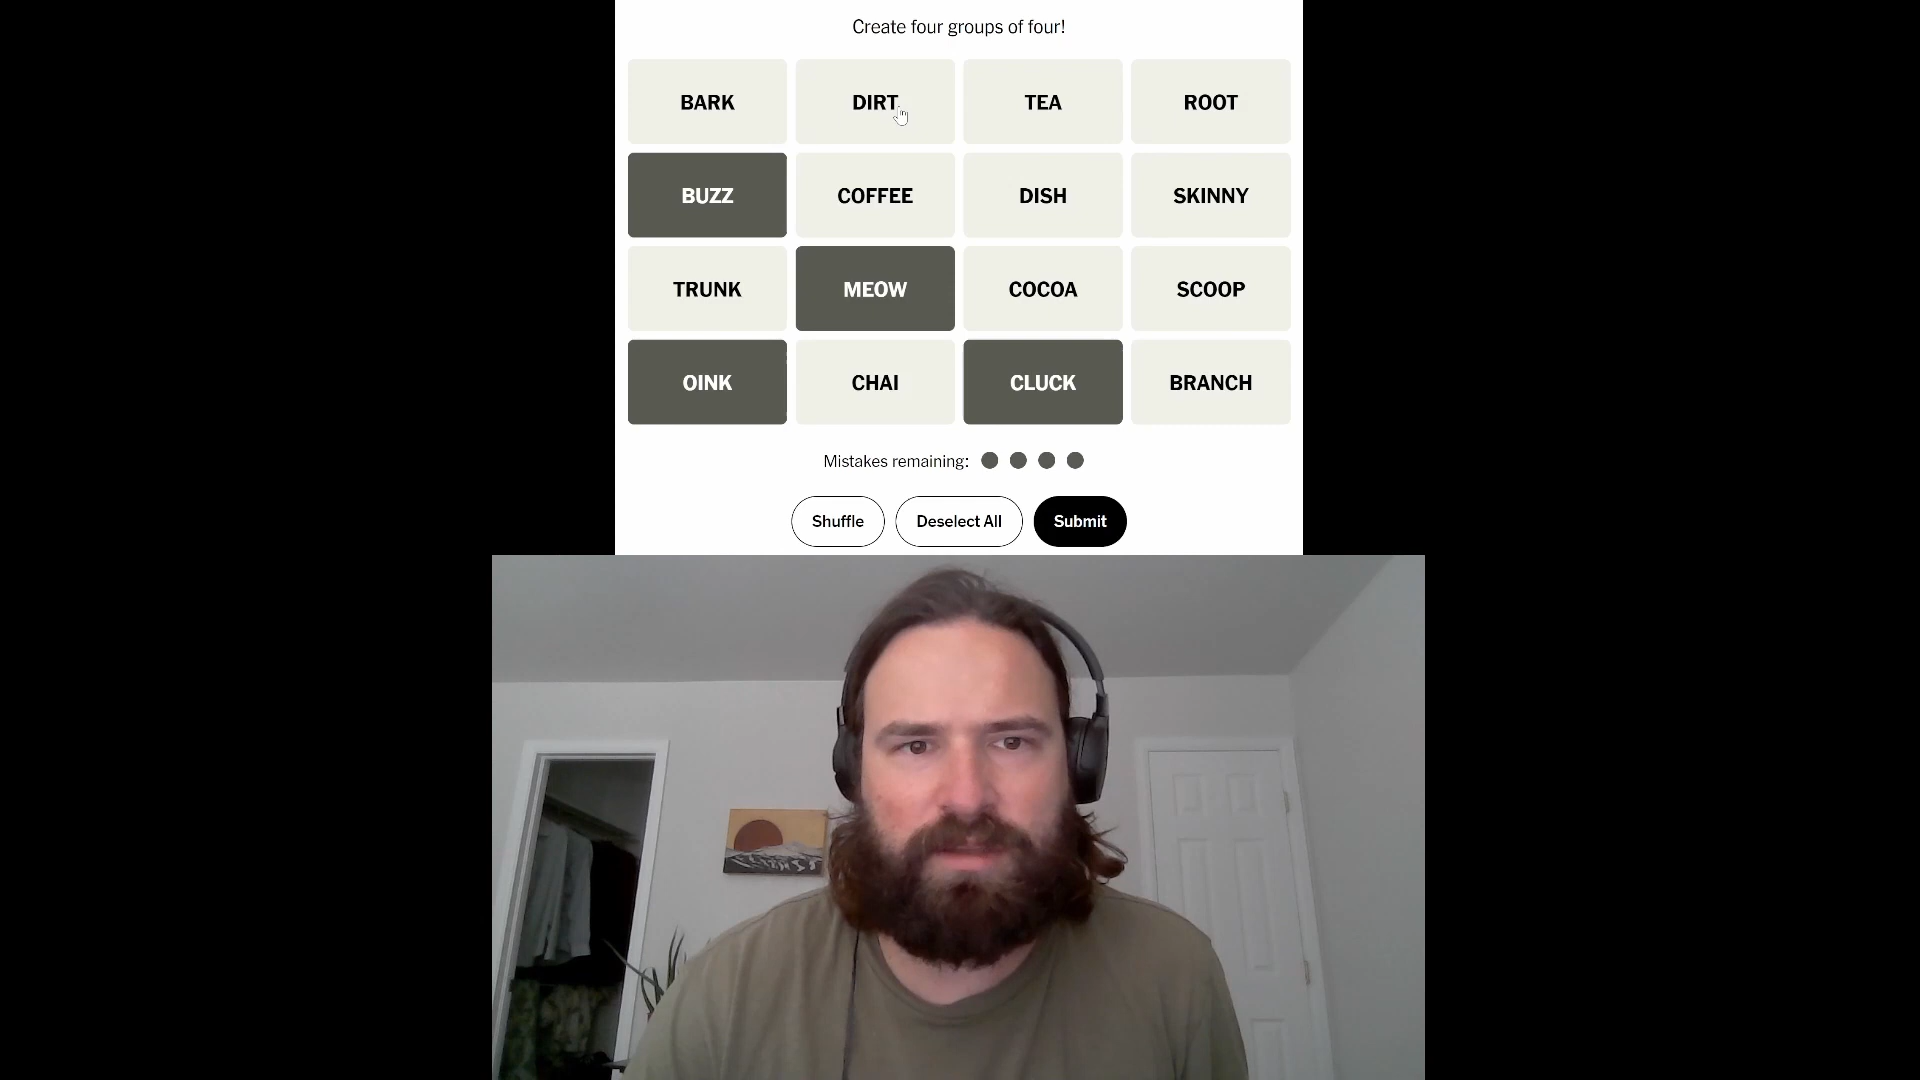 Create four groups of four!
BARK DIRT TEA ROOT
BUZZ COFFEE DISH SKINNY
TRUNK MEOW COCOA SCOOP
OINK CHAI CLUCK BRANCH
Mistakes remaining:
Shuffle Deselect All Submit